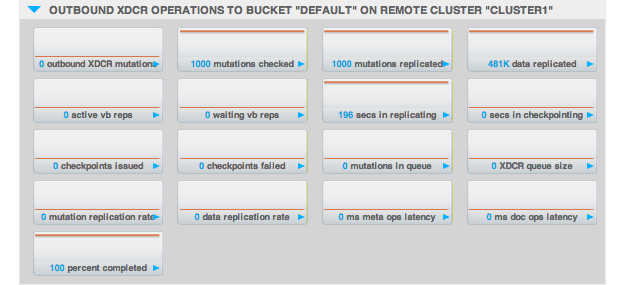 OUTBOUND XDCR OPERATIONS TO BUCKET "DEFAULT" ON REMOTE CLUSTER "CLUSTER1"
0 outbound XDCR mutations
1000 mutations checked
1000 mutations replicated
481K data replicated
0 active vb reps
0 waiting vb reps
196 secs in replicating
0 secs in checkpointing
0 checkpoints issued
0 checkpoints failed
0 mutations in queue
0 XDCR queue size
0 mutation replication rate
0 data replication rate
0 ms meta ops latency
0 ms doc ops latency
100 percent completed